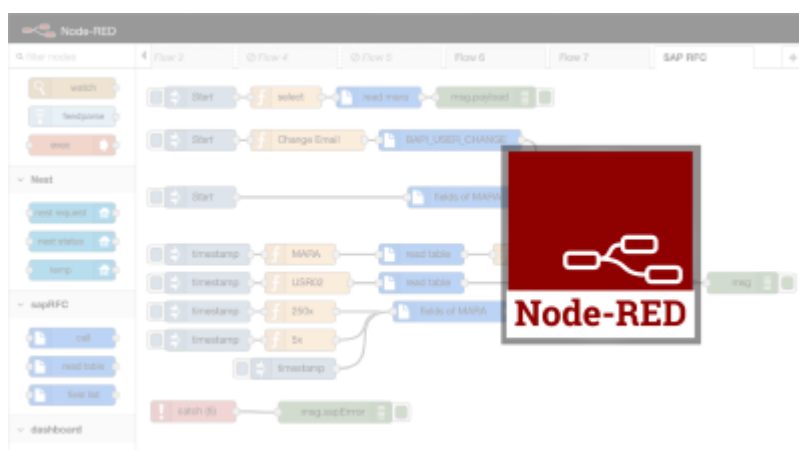 Node-RED
filter nodes
Flow 3
Flow 4
Flow 5
Flow 6
Flow 7
SAP RFC
+
watch
feedparse
exec
Nest
nest request
nest status
temp
sapRFC
call
read table
field list
dashboard
Start
select
read mara
msg.payload
Start
Change Email
BAPI_USER_CHANGE
Start
fields of MARA
timestamp
MARA
read table
timestamp
USR02
read table
msg
timestamp
250x
fields of MARA
timestamp
5x
timestamp
catch (6)
msg.sapError
Node-RED